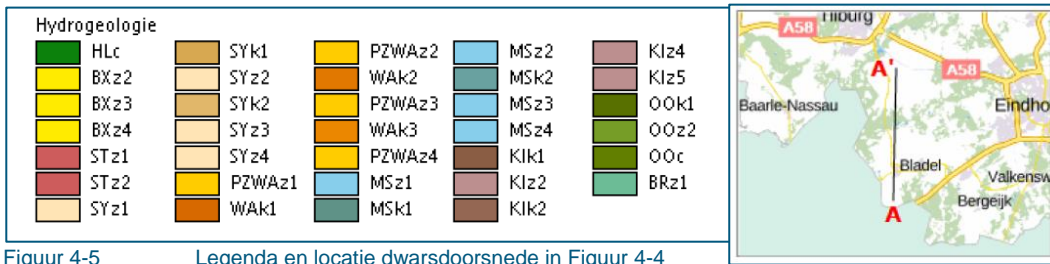 Hydrogeologie
HLc
BXz2
BXz3
BXz4
STz1
STz2
SYz1
SYk1
SYz2
SYk2
SYz3
SYz4
PZWAz1
WAk1
PZWAz2
WAk2
PZWAz3
WAk3
PZWAz4
MSz1
MSk1
MSz2
MSk2
MSz3
MSz4
KIk1
KIz2
KIk2
KIz4
KIz5
OOk1
OOz2
OOc
BRz1
Tilburg
A58
A'
A58
Baarle-Nassau
Eindho
Bladel
Valkensw
Bergeijk
A
Figuur 4-5 Legenda en locatie dwarsdoorsnede in Figuur 4-4